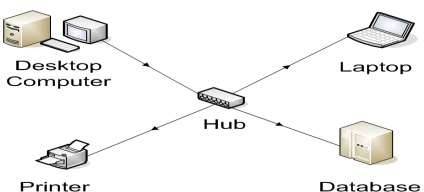 Desktop
Computer
Laptop
Hub
Printer
Database